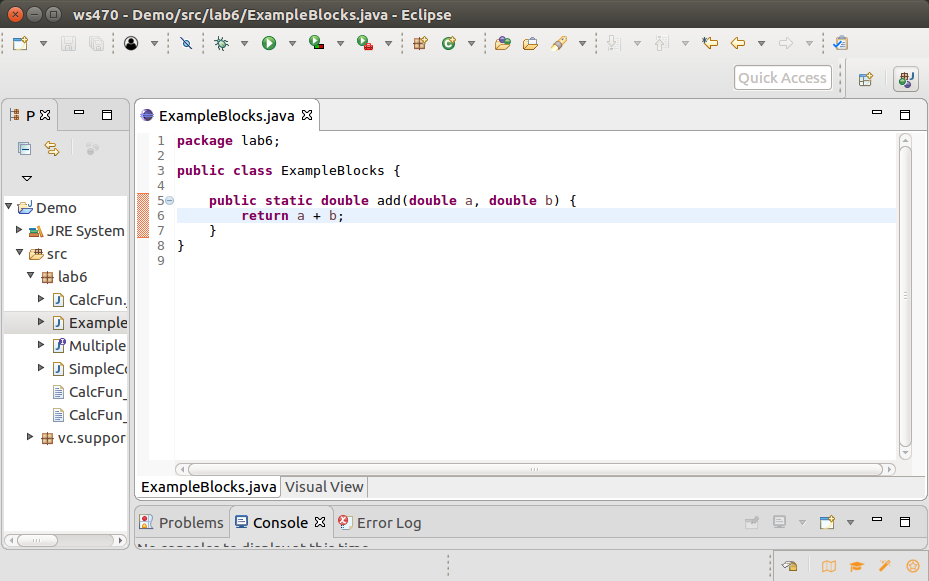 ws470 - Demo/src/lab6/ExampleBlocks.java - Eclipse
Quick Access
P
ExampleBlocks.java
Demo
JRE System
src
lab6
CalcFun.
Example
Multiple
SimpleCo
CalcFun_
CalcFun_
vc.suppor
1 package lab6;
2
3 public class ExampleBlocks {
4
5 public static double add(double a, double b) {
6 return a + b;
7 }
8 }
9
ExampleBlocks.java Visual View
Problems Console Error Log
No consoles to display at this time.